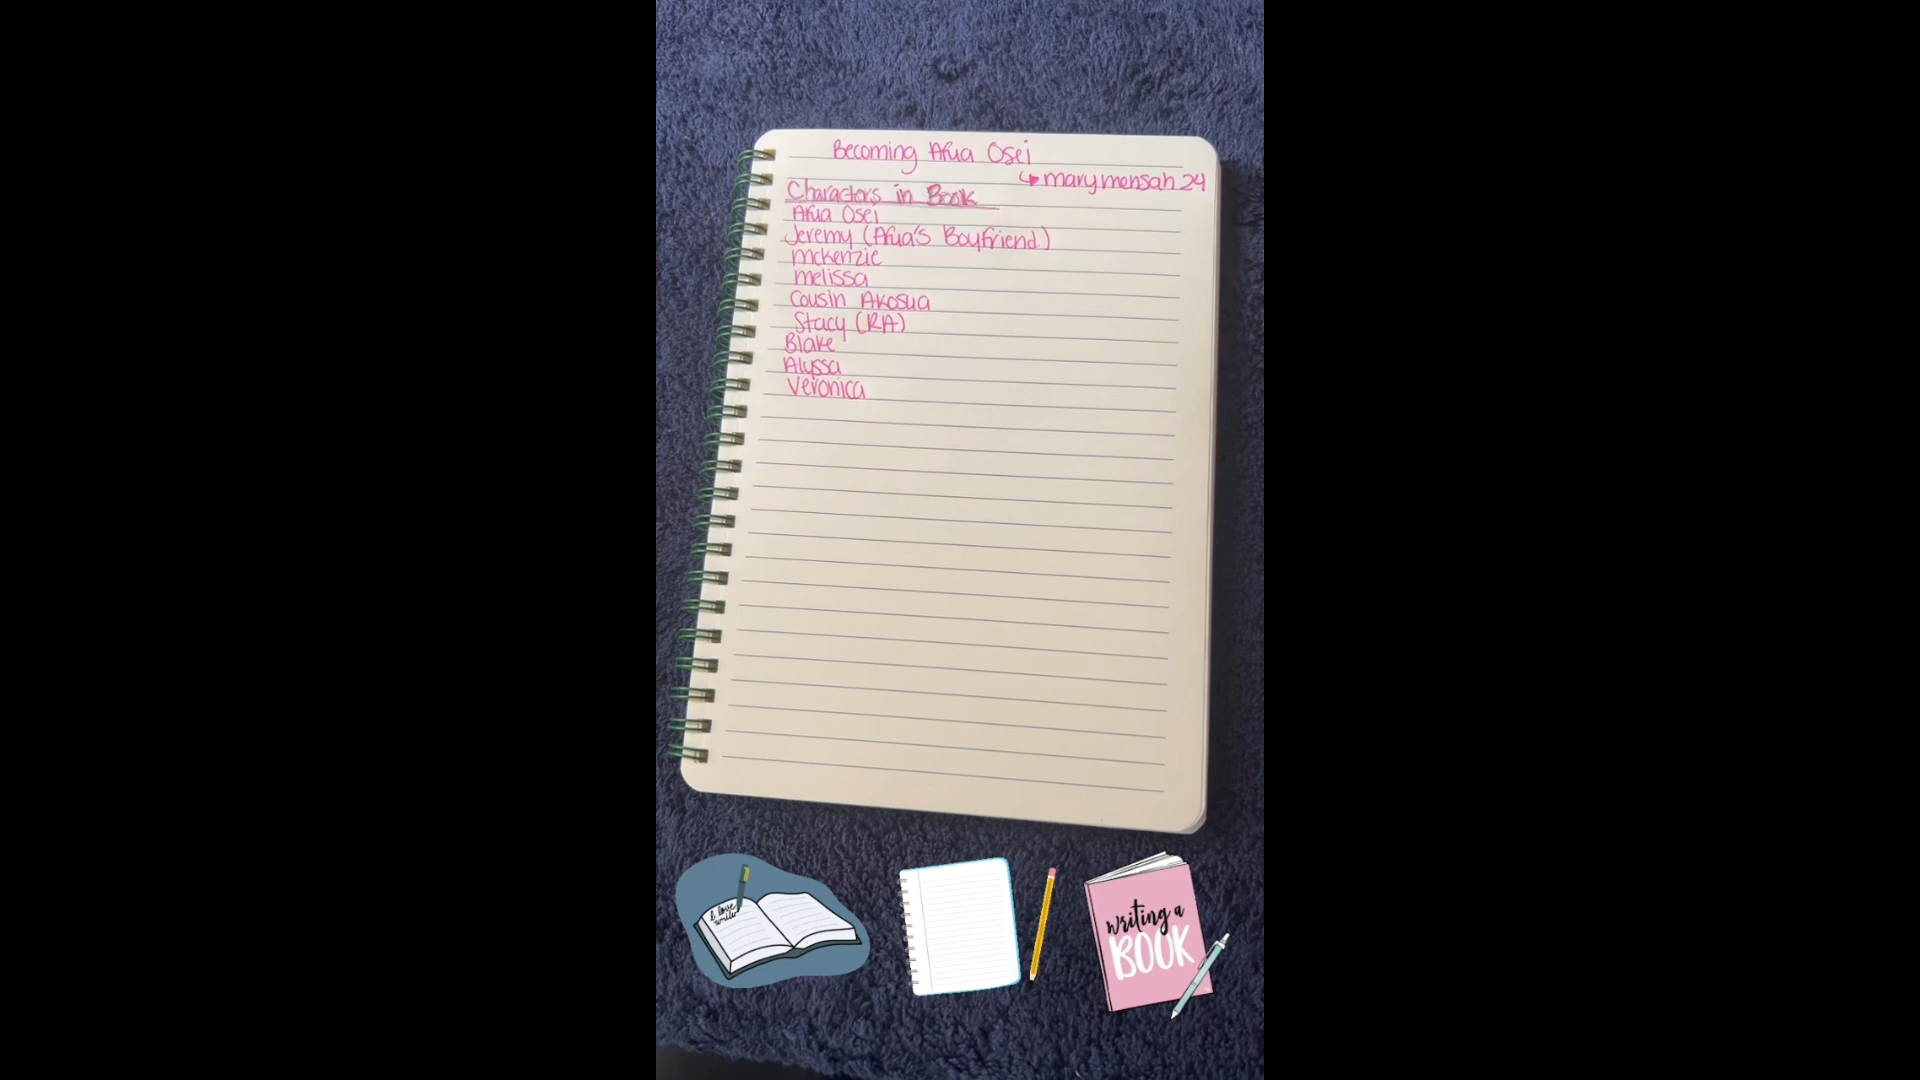 Becoming Afua Osei
↳ marymensah24
Characters in Book
Afua Osei
Jeremy (Afua's Boyfriend)
mckenzie
melissa
Cousin Akosua
Stacy (RA)
Blake
Alyssa
Veronica
I love
writing a
BOOK